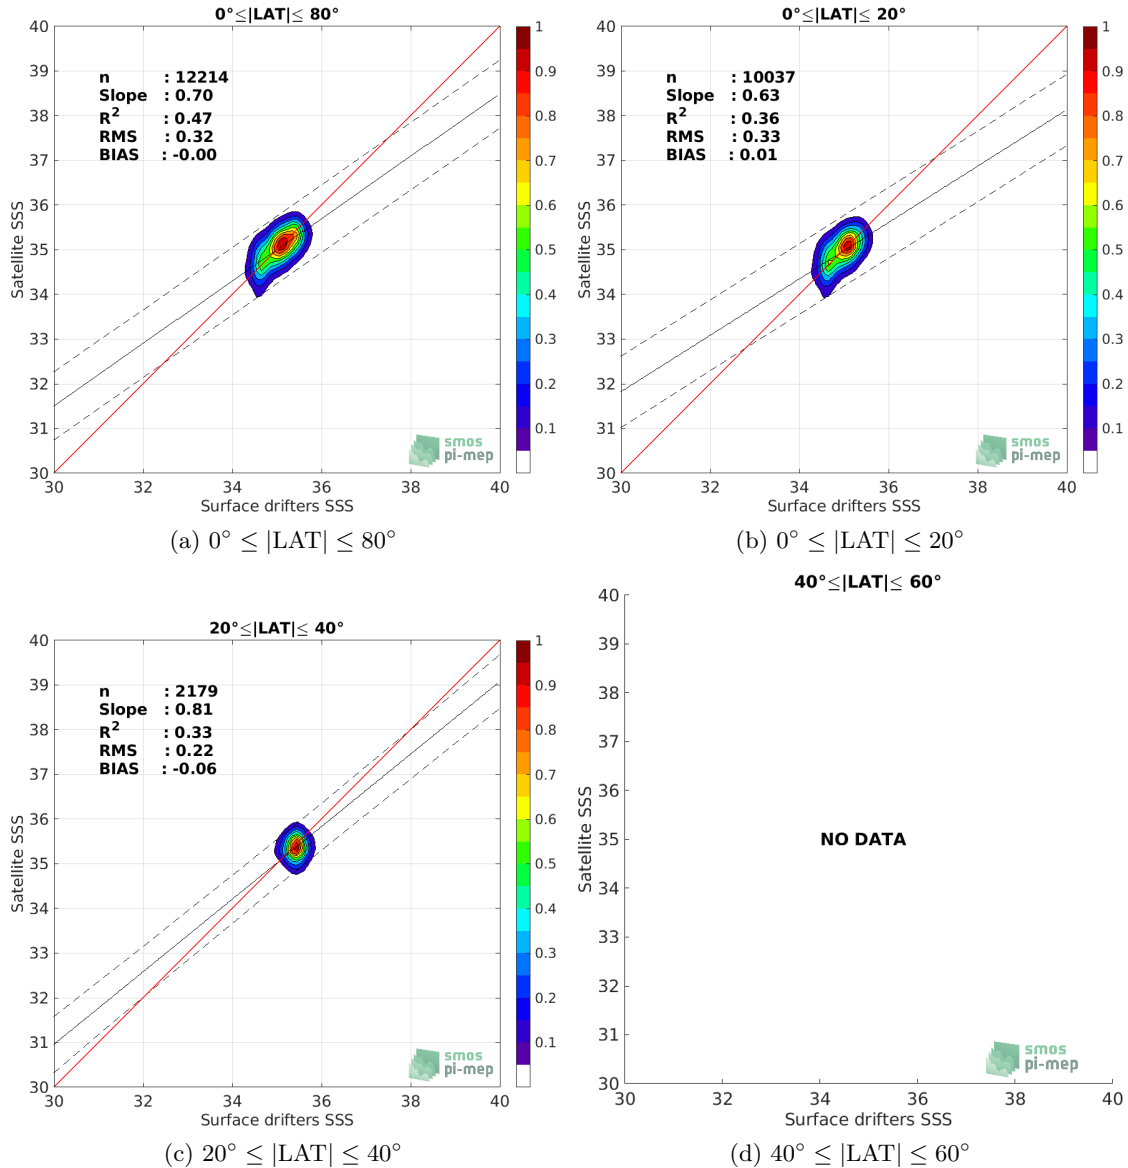 0°≤|LAT|≤ 80°
40
39
38
37
36
35
34
33
32
31
30
Satellite SSS
n : 12214
Slope : 0.70
R2 : 0.47
RMS : 0.32
BIAS : -0.00
smos
pi-mep
30 32 34 36 38 40
Surface drifters SSS
1
0.9
0.8
0.7
0.6
0.5
0.4
0.3
0.2
0.1
(a) 0° ≤ |LAT| ≤ 80°
0°≤|LAT|≤ 20°
40
39
38
37
36
35
34
33
32
31
30
Satellite SSS
n : 10037
Slope : 0.63
R2 : 0.36
RMS : 0.33
BIAS : 0.01
smos
pi-mep
30 32 34 36 38 40
Surface drifters SSS
1
0.9
0.8
0.7
0.6
0.5
0.4
0.3
0.2
0.1
(b) 0° ≤ |LAT| ≤ 20°
20°≤|LAT|≤ 40°
40
39
38
37
36
35
34
33
32
31
30
Satellite SSS
n : 2179
Slope : 0.81
R2 : 0.33
RMS : 0.22
BIAS : -0.06
smos
pi-mep
30 32 34 36 38 40
Surface drifters SSS
1
0.9
0.8
0.7
0.6
0.5
0.4
0.3
0.2
0.1
(c) 20° ≤ |LAT| ≤ 40°
40°≤|LAT|≤ 60°
40
39
38
37
36
35
34
33
32
31
30
Satellite SSS
NO DATA
smos
pi-mep
30 32 34 36 38 40
Surface drifters SSS
(d) 40° ≤ |LAT| ≤ 60°